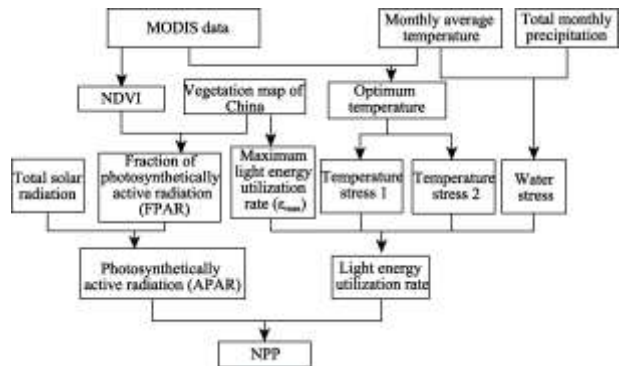 MODIS data
Monthly average
temperature
Total monthly
precipitation
NDVI
Vegetation map of
China
Optimum
temperature
Total solar
radiation
Fraction of
photosynthetically
active radiation
(FPAR)
Maximum
light energy
utilization
rate (εmax)
Temperature
stress 1
Temperature
stress 2
Water
stress
Photosynthetically
active radiation (APAR)
Light energy
utilization rate
NPP